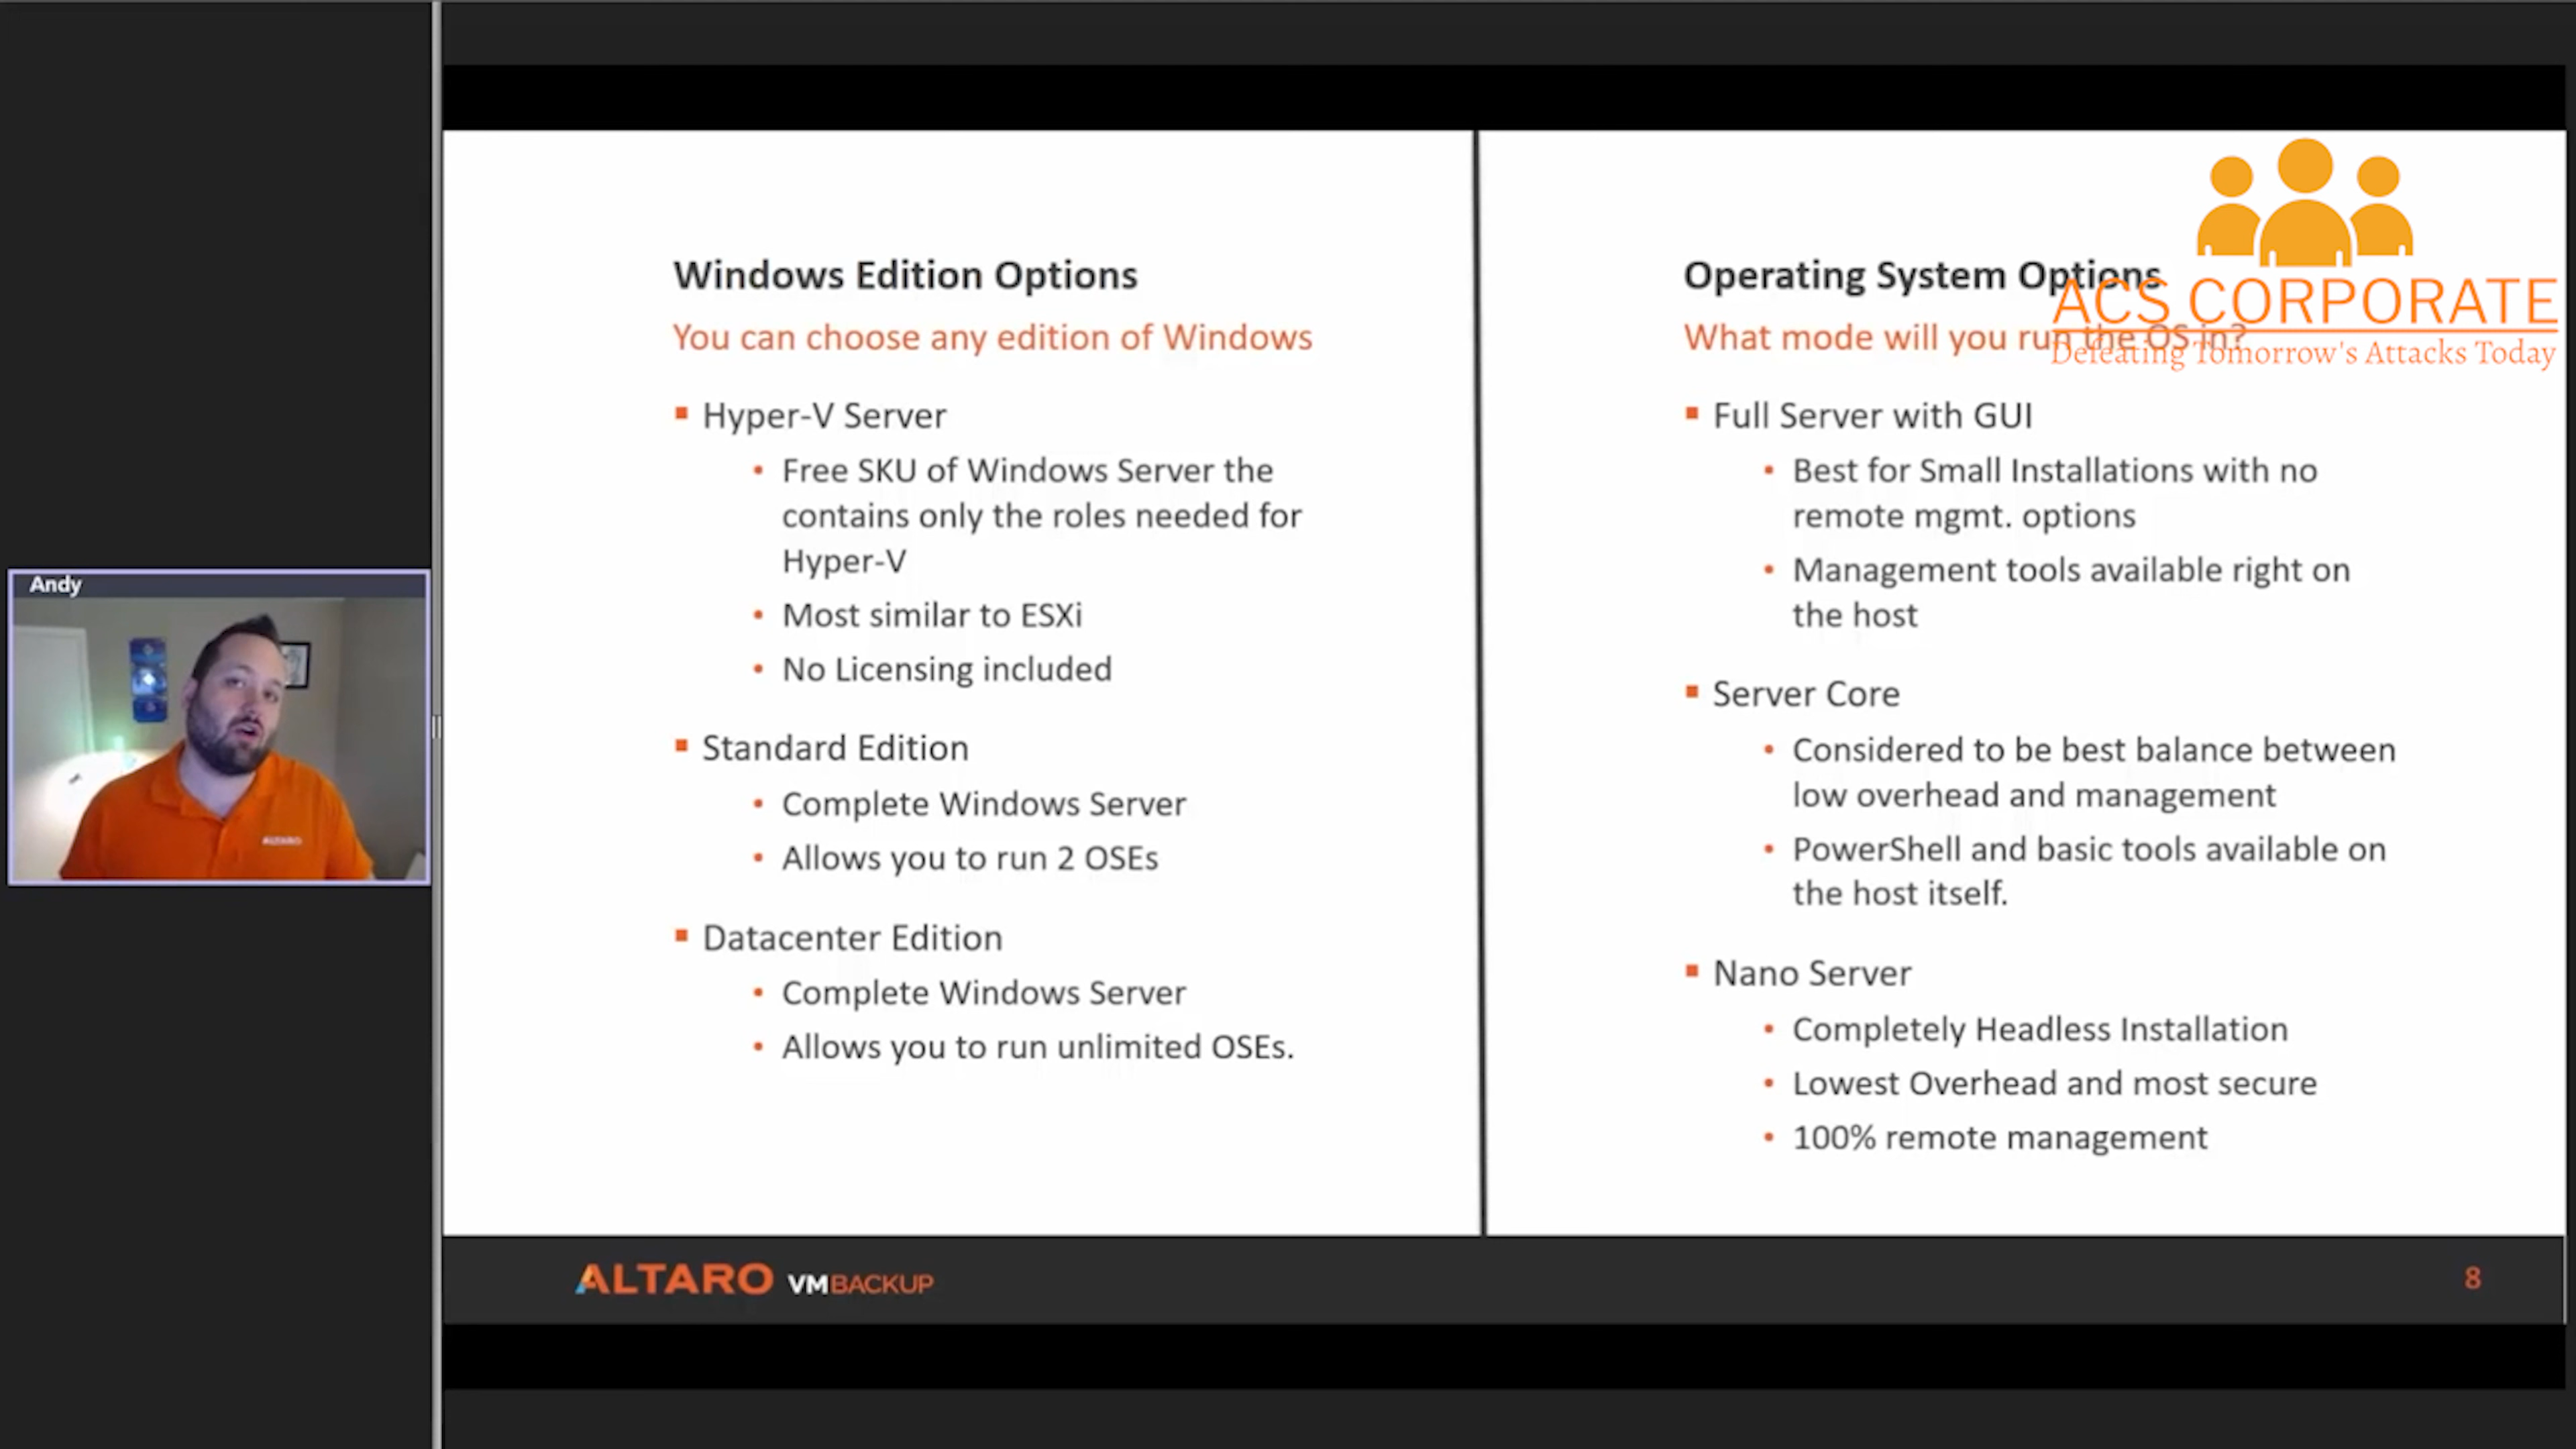 Andy
ALTARO
Windows Edition Options
You can choose any edition of Windows
▪ Hyper-V Server
• Free SKU of Windows Server the
contains only the roles needed for
Hyper-V
• Most similar to ESXi
• No Licensing included
▪ Standard Edition
• Complete Windows Server
• Allows you to run 2 OSEs
▪ Datacenter Edition
• Complete Windows Server
• Allows you to run unlimited OSEs.
Operating System Options
What mode will you run the OS in?
ACS CORPORATE
Defeating Tomorrow's Attacks Today
▪ Full Server with GUI
• Best for Small Installations with no
remote mgmt. options
• Management tools available right on
the host
▪ Server Core
• Considered to be best balance between
low overhead and management
• PowerShell and basic tools available on
the host itself.
▪ Nano Server
• Completely Headless Installation
• Lowest Overhead and most secure
• 100% remote management
ALTARO VMBACKUP
8